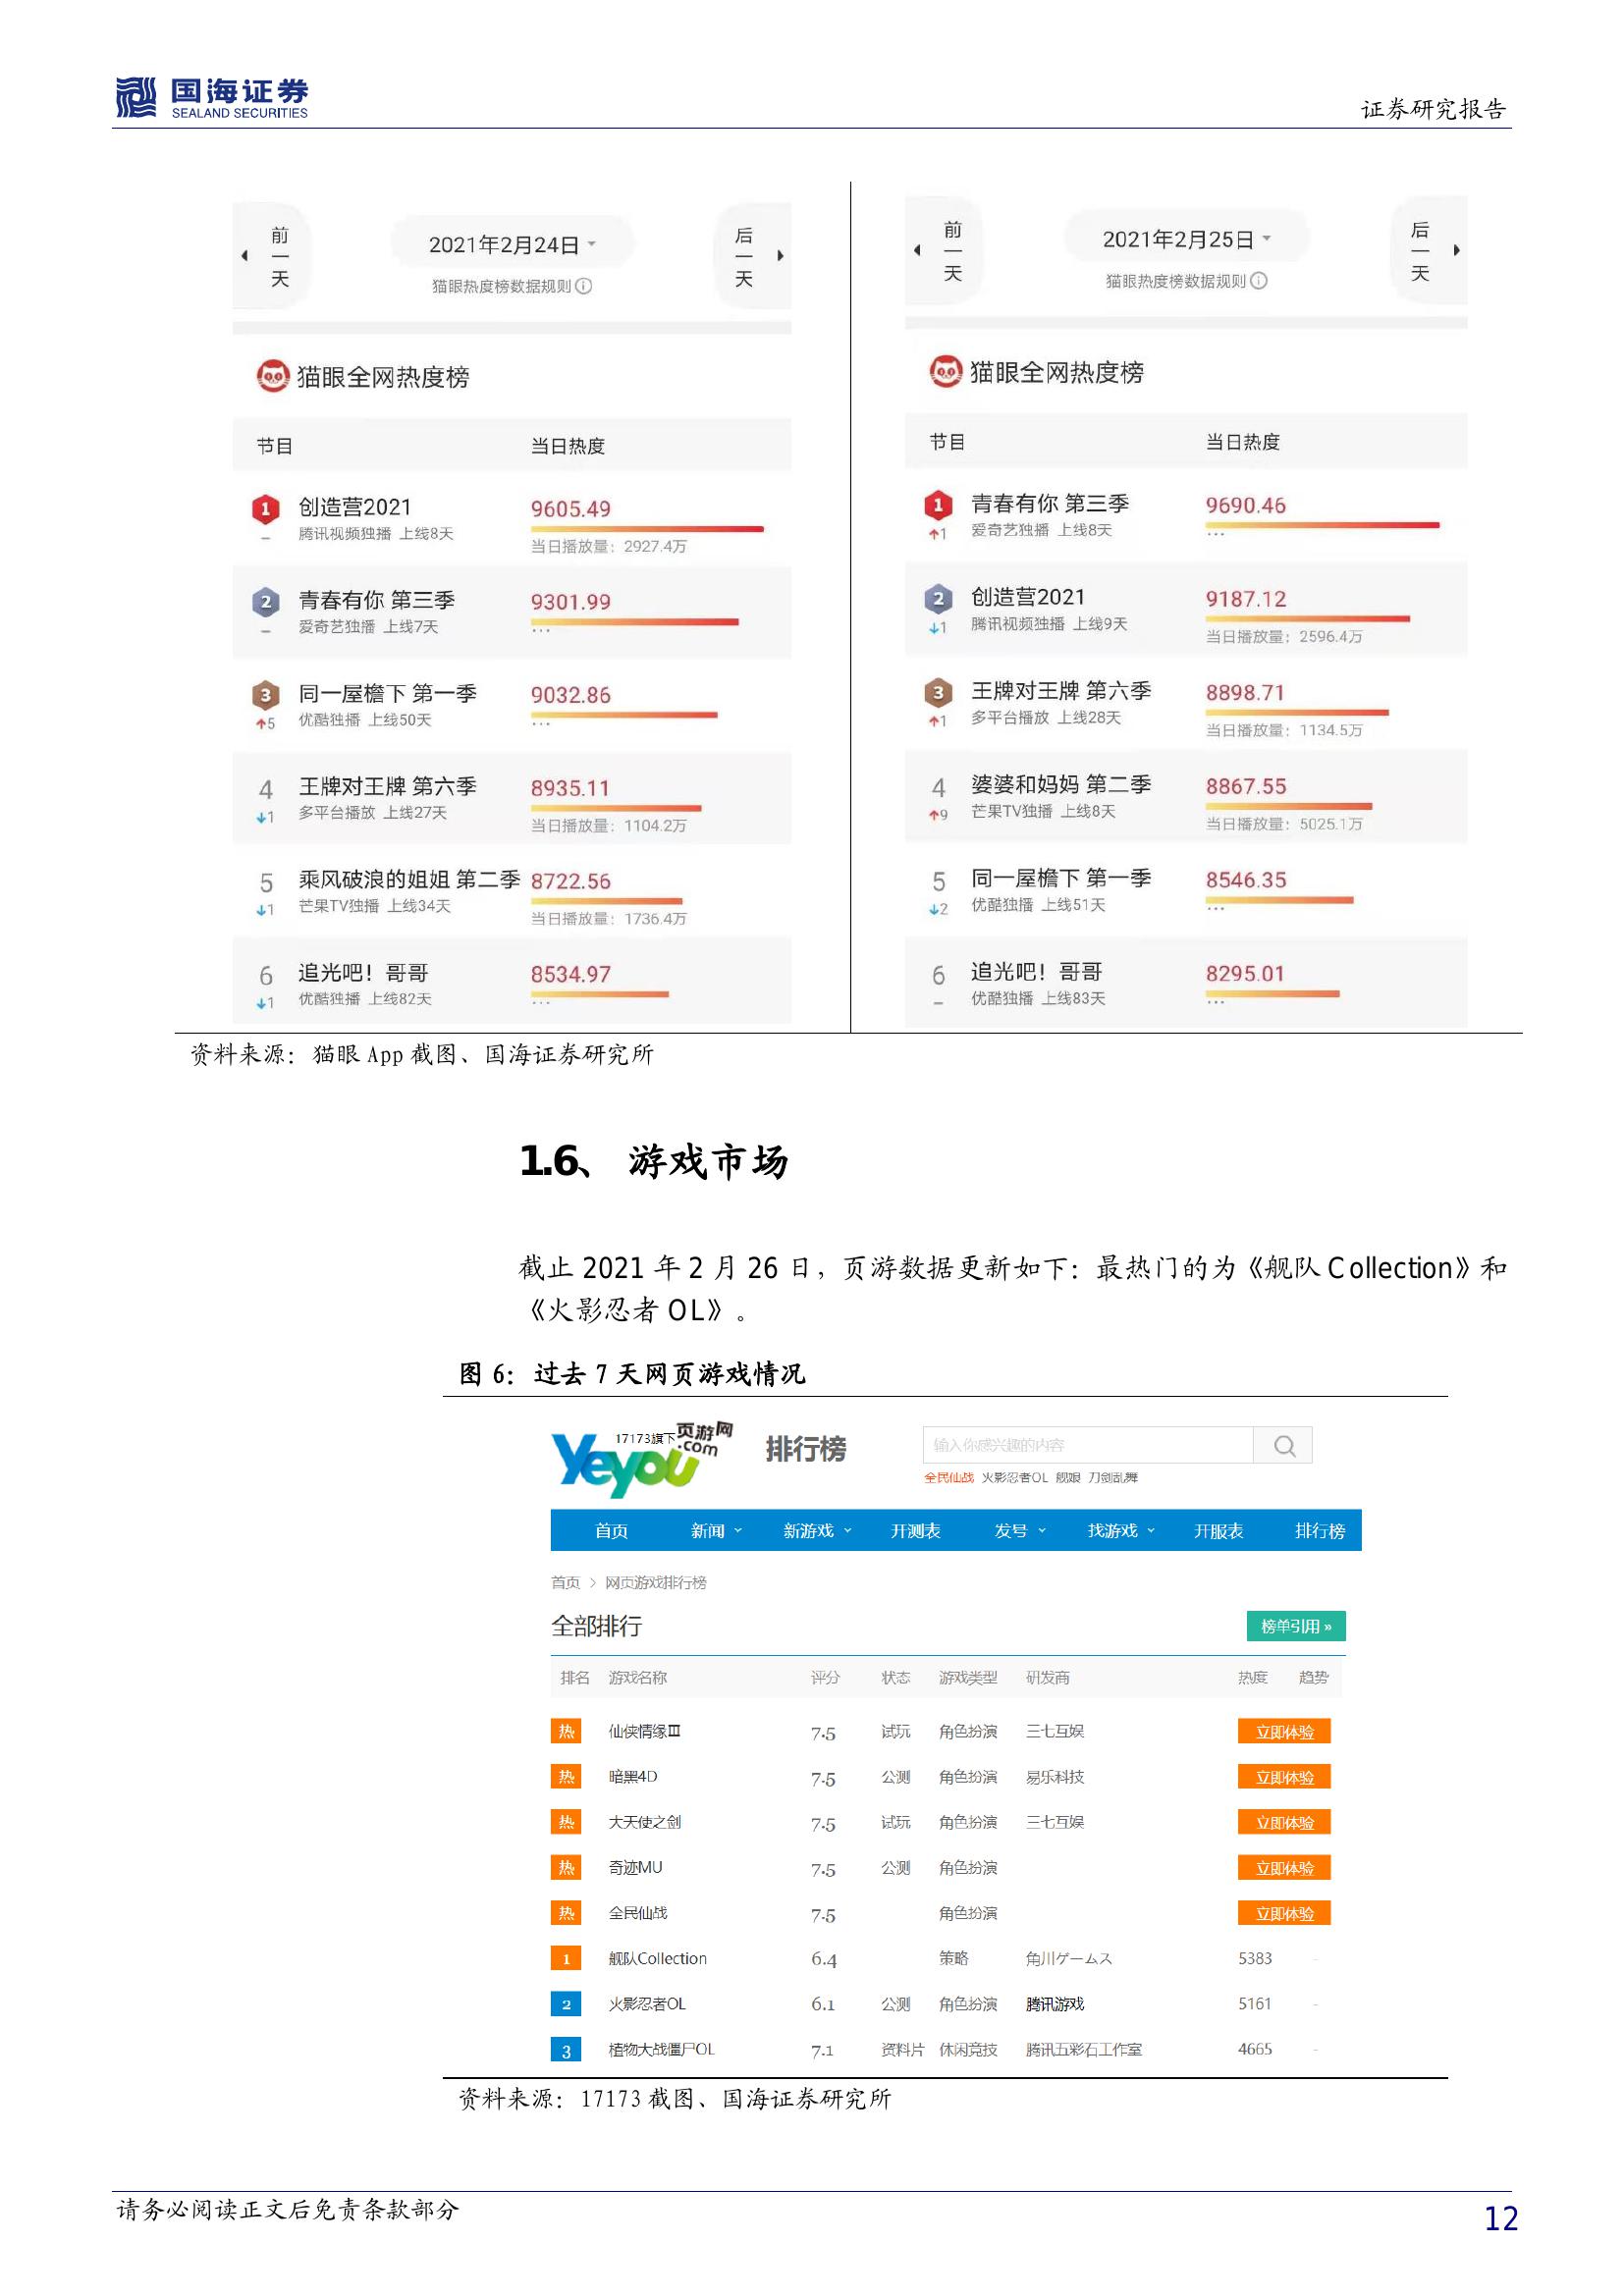 国海证券
SEALAND SECURITIES
证券研究报告
前一天
2021年2月24日
后一天
猫眼热度榜数据规则
猫眼全网热度榜
节目 当日热度
1 创造营2021 9605.49
– 腾讯视频独播 上线8天
当日播放量：2927.4万
2 青春有你 第三季 9301.99
– 爱奇艺独播 上线7天 ...
3 同一屋檐下 第一季 9032.86
↑5 优酷独播 上线50天 ...
4 王牌对王牌 第六季 8935.11
↓1 多平台播放 上线27天
当日播放量：1104.2万
5 乘风破浪的姐姐 第二季 8722.56
↓1 芒果TV独播 上线34天
当日播放量：1736.4万
6 追光吧！哥哥 8534.97
↓1 优酷独播 上线82天 ...
前一天
2021年2月25日
后一天
猫眼热度榜数据规则
猫眼全网热度榜
节目 当日热度
1 青春有你 第三季 9690.46
↑1 爱奇艺独播 上线8天 ...
2 创造营2021 9187.12
↓1 腾讯视频独播 上线9天
当日播放量：2596.4万
3 王牌对王牌 第六季 8898.71
↑1 多平台播放 上线28天
当日播放量：1134.5万
4 婆婆和妈妈 第二季 8867.55
↑9 芒果TV独播 上线8天
当日播放量：5025.1万
5 同一屋檐下 第一季 8546.35
↓2 优酷独播 上线51天 ...
6 追光吧！哥哥 8295.01
– 优酷独播 上线83天 ...
资料来源：猫眼 App 截图、国海证券研究所
1.6、 游戏市场
截止 2021 年 2 月 26 日，页游数据更新如下：最热门的为《舰队 Collection》和
《火影忍者 OL》。
图 6：过去 7 天网页游戏情况
17173旗下 页游网
Yeyou .com
排行榜
输入你感兴趣的内容
全民仙战 火影忍者OL 舰娘 刀剑乱舞
首页 新闻 新游戏 开测表 发号 找游戏 开服表 排行榜
首页 > 网页游戏排行榜
全部排行 榜单引用 »
排名 游戏名称 评分 状态 游戏类型 研发商 热度 趋势
热 仙侠情缘Ⅲ 7.5 试玩 角色扮演 三七互娱 立即体验
热 暗黑4D 7.5 公测 角色扮演 易乐科技 立即体验
热 大天使之剑 7.5 试玩 角色扮演 三七互娱 立即体验
热 奇迹MU 7.5 公测 角色扮演 立即体验
热 全民仙战 7.5 角色扮演 立即体验
1 舰队Collection 6.4 策略 角川ゲームス 5383 -
2 火影忍者OL 6.1 公测 角色扮演 腾讯游戏 5161 -
3 植物大战僵尸OL 7.1 资料片 休闲竞技 腾讯五彩石工作室 4665 -
资料来源：17173 截图、国海证券研究所
请务必阅读正文后免责条款部分
12